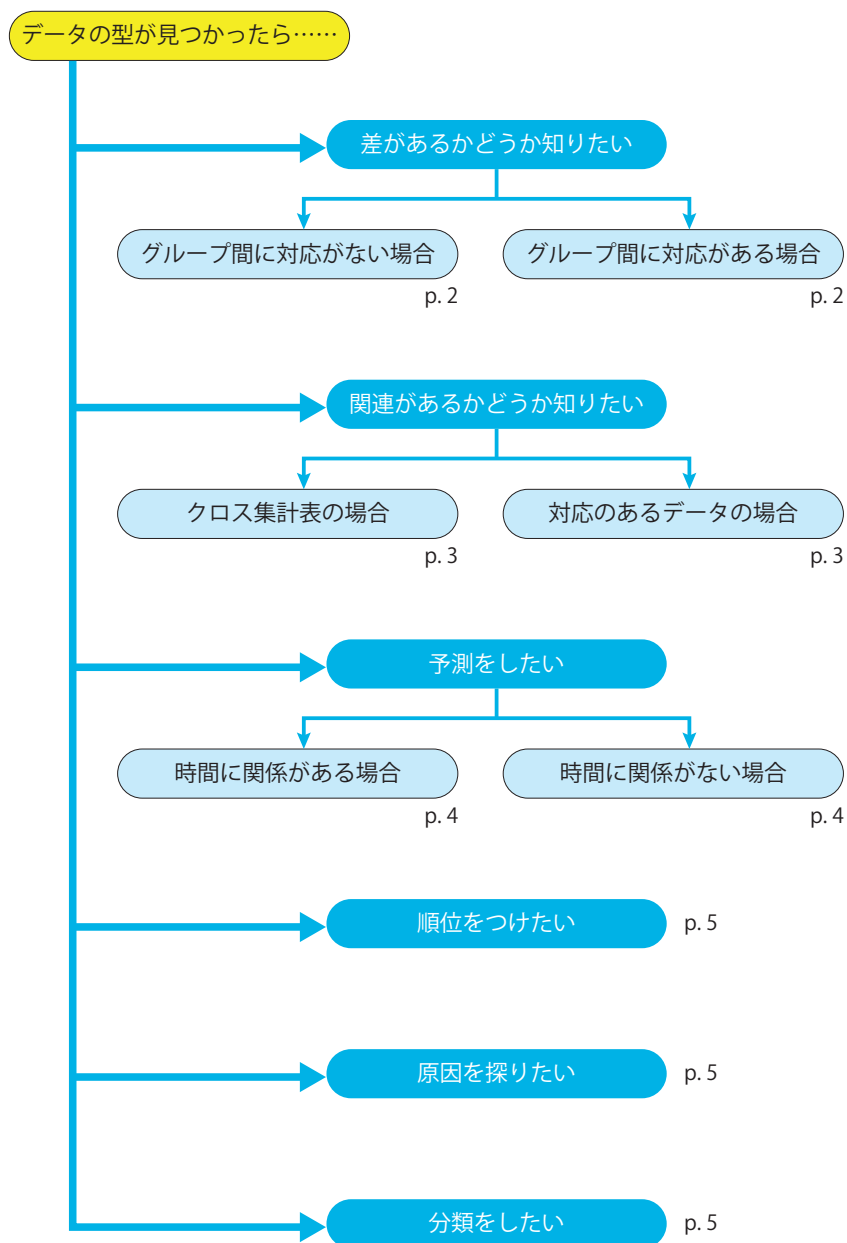 データの型が見つかったら……
差があるかどうか知りたい
グループ間に対応がない場合
グループ間に対応がある場合
p. 2
p. 2
関連があるかどうか知りたい
クロス集計表の場合
対応のあるデータの場合
p. 3
p. 3
予測をしたい
時間に関係がある場合
時間に関係がない場合
p. 4
p. 4
順位をつけたい
p. 5
原因を探りたい
p. 5
分類をしたい
p. 5